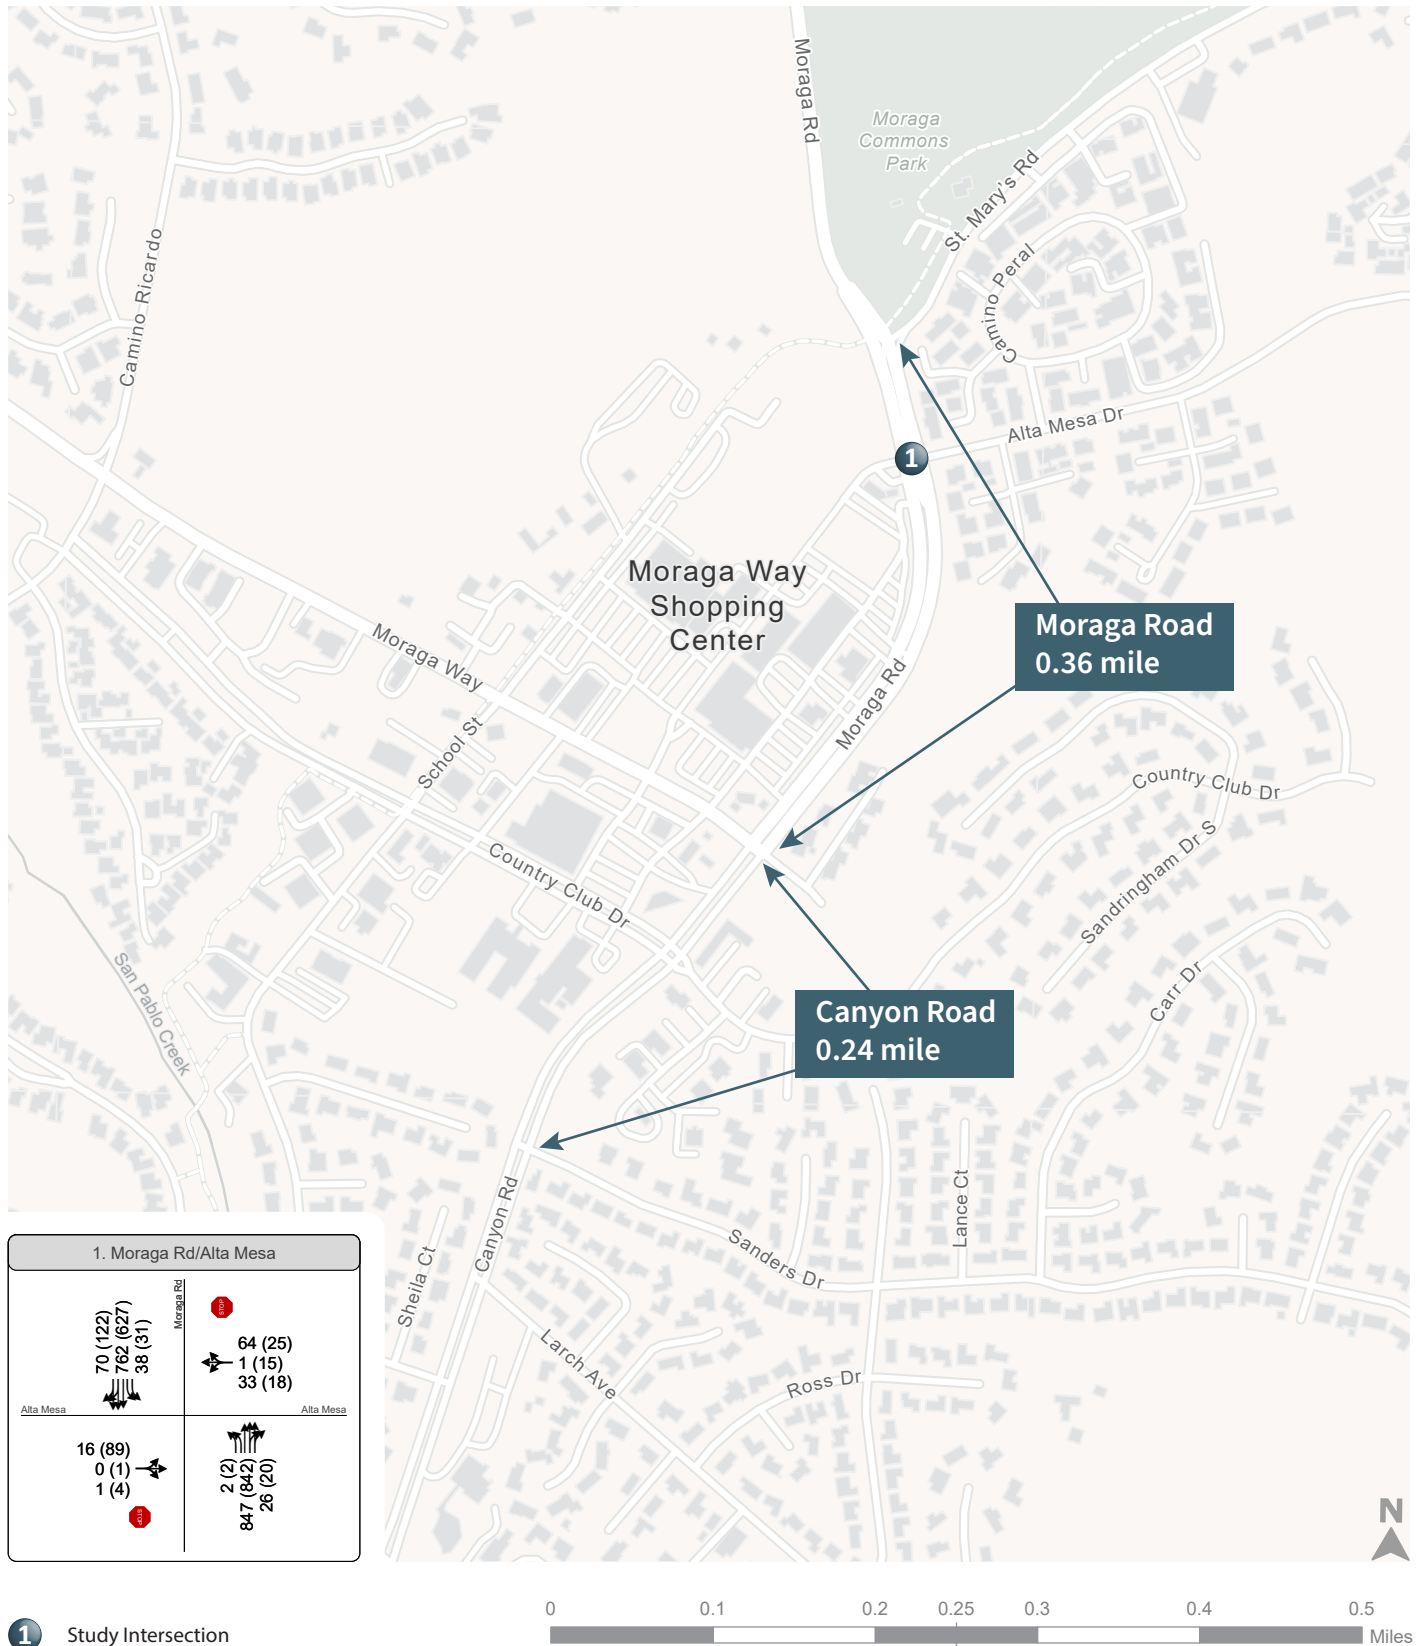 Moraga Rd
Moraga
Commons
Park
St. Mary's Rd
Camino Ricardo
Camino Peral
Alta Mesa Dr
1
Moraga Way
Shopping
Center
Moraga Road
0.36 mile
Moraga Way
Moraga Rd
School St
Country Club Dr
Sandringham Dr S
Country Club Dr
San Pablo Creek
Carr Dr
Canyon Road
0.24 mile
Canyon Rd
Sheila Ct
Sanders Dr
Lance Ct
Larch Ave
Ross Dr
1. Moraga Rd/Alta Mesa
Moraga Rd
STOP
70 (122)
762 (627)
38 (31)
64 (25)
1 (15)
33 (18)
Alta Mesa
Alta Mesa
16 (89)
0 (1)
1 (4)
STOP
2 (2)
847 (842)
26 (20)
N
1 Study Intersection
0 0.1 0.2 0.25 0.3 0.4 0.5
Miles